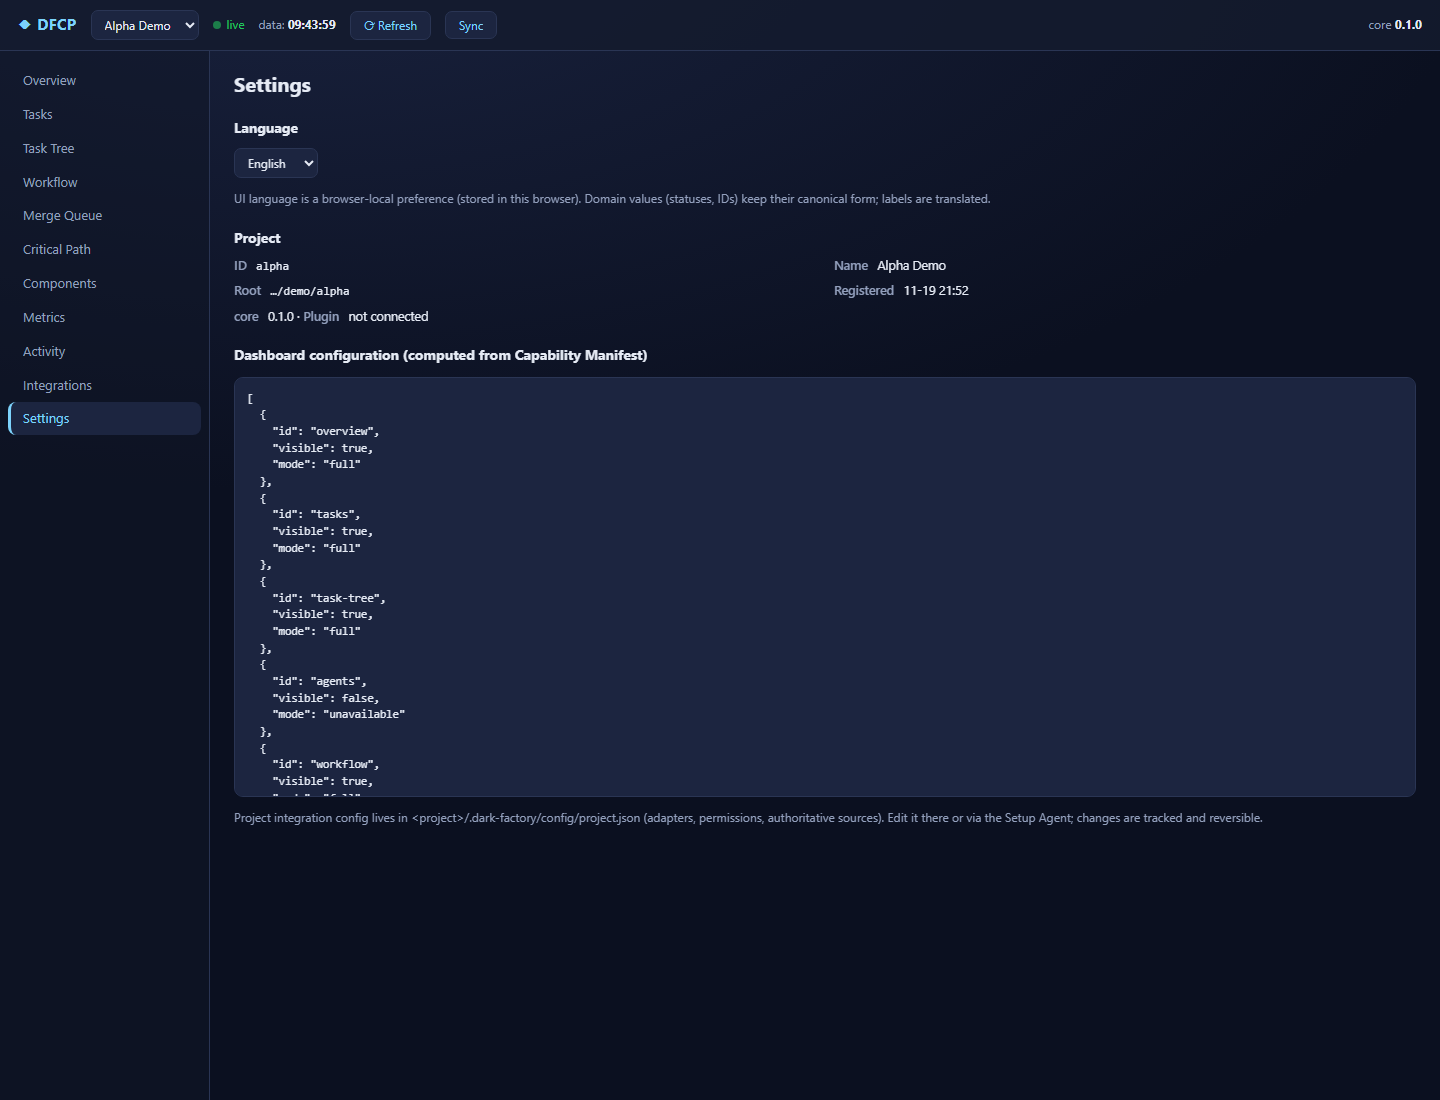 DFCP
Alpha Demo
live
data: 09:43:59
Refresh
Sync
core 0.1.0
Overview
Tasks
Task Tree
Workflow
Merge Queue
Critical Path
Components
Metrics
Activity
Integrations
Settings
Settings
Language
English
UI language is a browser-local preference (stored in this browser). Domain values (statuses, IDs) keep their canonical form; labels are translated.
Project
ID alpha
Name Alpha Demo
Root …/demo/alpha
Registered 11-19 21:52
core 0.1.0 · Plugin not connected
Dashboard configuration (computed from Capability Manifest)
[
  {
    "id": "overview",
    "visible": true,
    "mode": "full"
  },
  {
    "id": "tasks",
    "visible": true,
    "mode": "full"
  },
  {
    "id": "task-tree",
    "visible": true,
    "mode": "full"
  },
  {
    "id": "agents",
    "visible": false,
    "mode": "unavailable"
  },
  {
    "id": "workflow",
    "visible": true,
Project integration config lives in <project>/.dark-factory/config/project.json (adapters, permissions, authoritative sources). Edit it there or via the Setup Agent; changes are tracked and reversible.